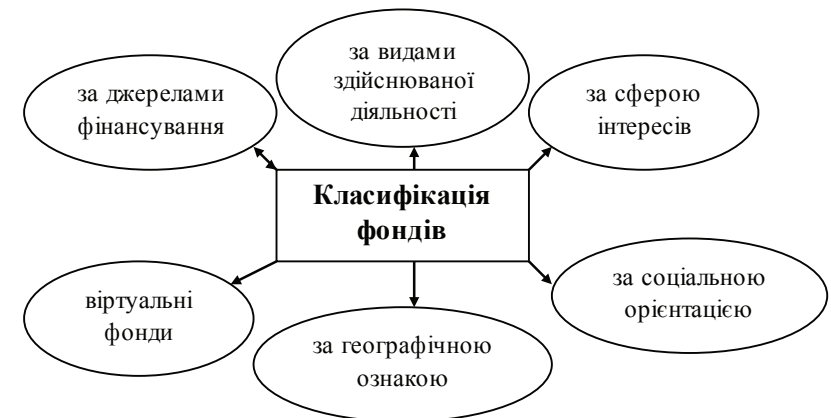 за видами
здійснюваної
діяльності
за джерелами
фінансування
за сферою
інтересів
Класифікація
фондів
віртуальні
фонди
за соціальною
орієнтацією
за географічною
ознакою